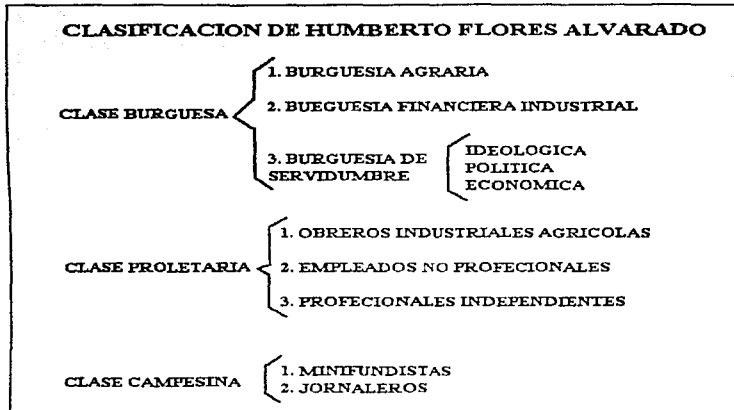 CLASIFICACION DE HUMBERTO FLORES ALVARADO
1. BURGUESIA AGRARIA
CLASE BURGUESA
2. BUEGUESIA FINANCIERA INDUSTRIAL
3. BURGUESIA DE
SERVIDUMBRE
IDEOLOGICA
POLITICA
ECONOMICA
1. OBREROS INDUSTRIALES AGRICOLAS
CLASE PROLETARIA
2. EMPLEADOS NO PROFECIONALES
3. PROFECIONALES INDEPENDIENTES
CLASE CAMPESINA
1. MINIFUNDISTAS
2. JORNALEROS